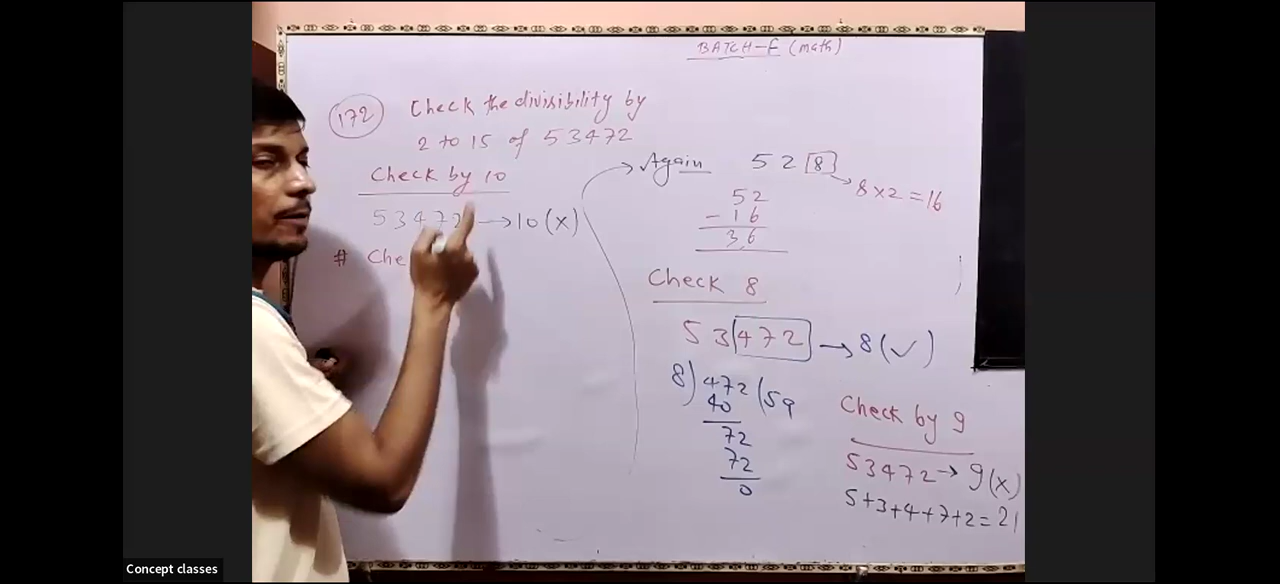 BATCH-F (math)
172 Check the divisibility by
2 to 15 of 53472
Check by 10
53472 → 10 (x)
# Che
Again 52 8
8 x 2 = 16
52
- 16
36
Check 8
53 472 → 8 (✓)
8) 472 (59
40
72
72
0
Check by 9
53472 → 9 (x)
5+3+4+7+2 = 21
Concept classes